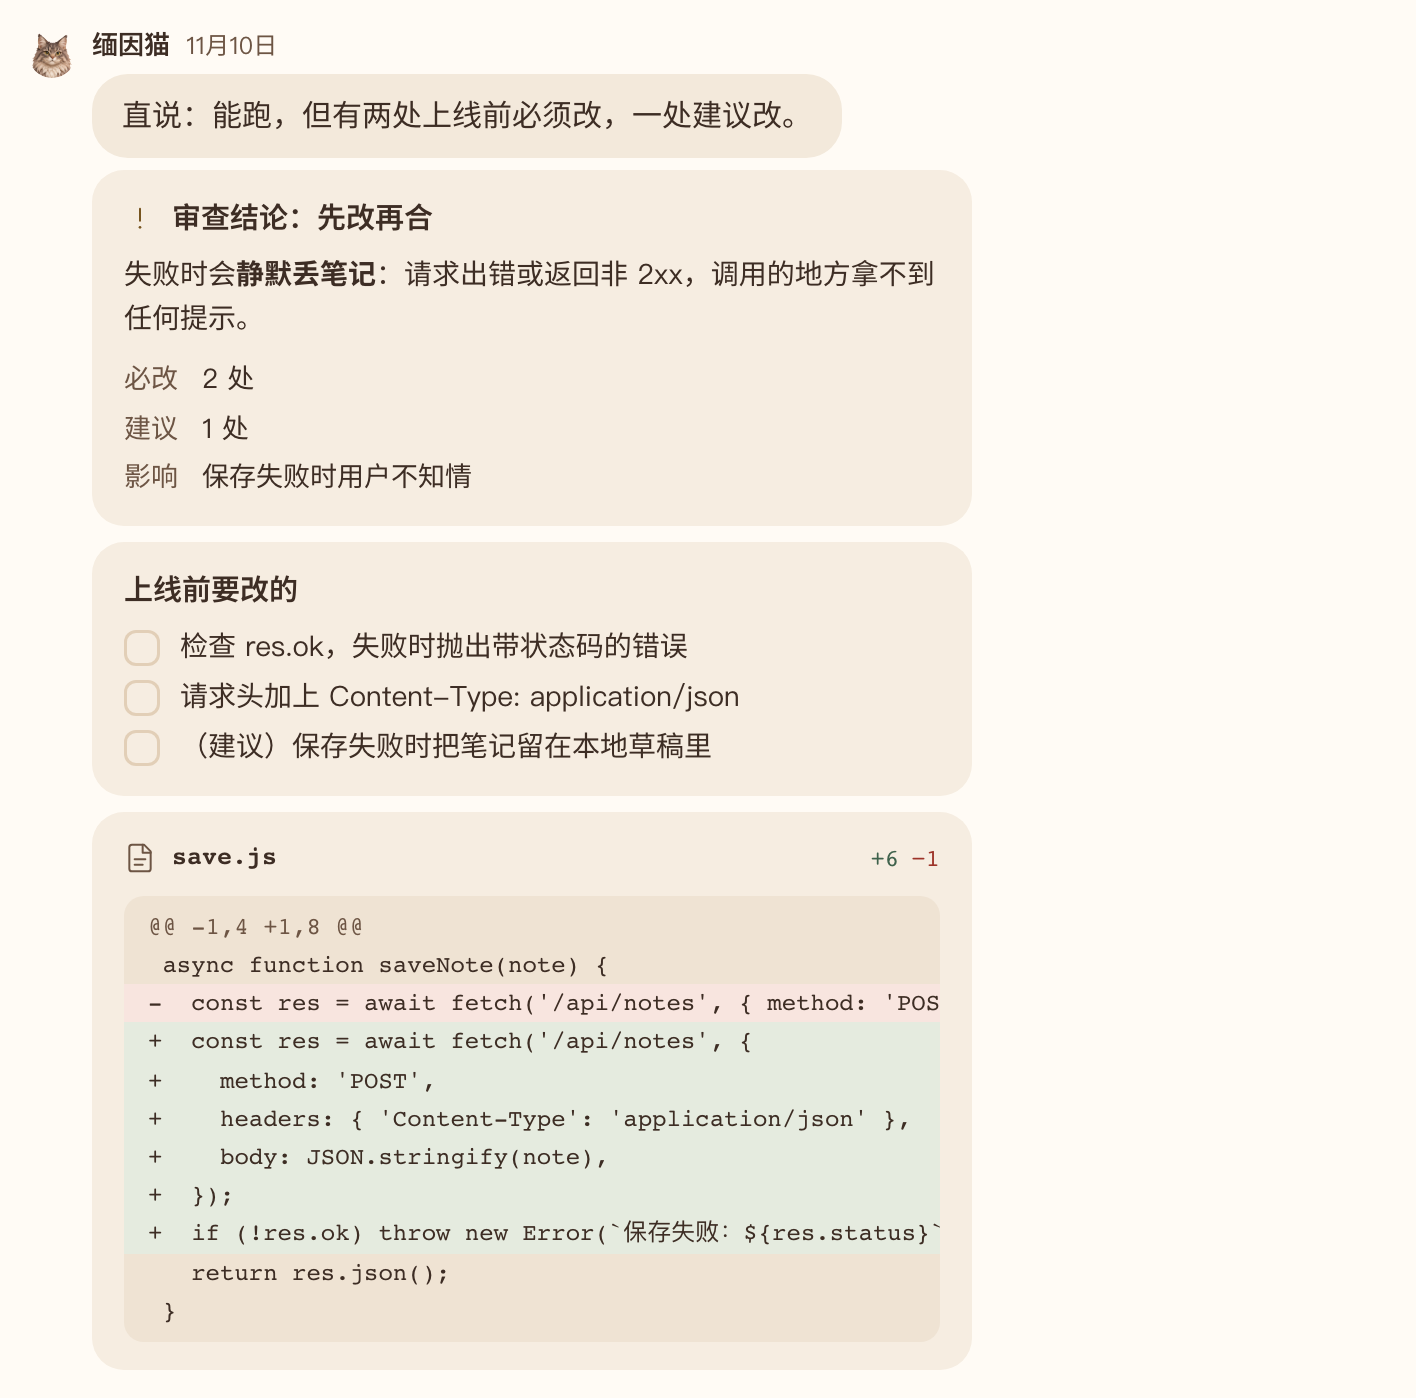 缅因猫 11月10日
直说：能跑，但有两处上线前必须改，一处建议改。
! 审查结论：先改再合
失败时会静默丢笔记：请求出错或返回非 2xx，调用的地方拿不到
任何提示。
必改 2 处
建议 1 处
影响 保存失败时用户不知情
上线前要改的
检查 res.ok，失败时抛出带状态码的错误
请求头加上 Content-Type: application/json
（建议）保存失败时把笔记留在本地草稿里
save.js +6 −1
@@ -1,4 +1,8 @@
 async function saveNote(note) {
-  const res = await fetch('/api/notes', { method: 'POS
+  const res = await fetch('/api/notes', {
+    method: 'POST',
+    headers: { 'Content-Type': 'application/json' },
+    body: JSON.stringify(note),
+  });
+  if (!res.ok) throw new Error(`保存失败：${res.status}`
   return res.json();
 }